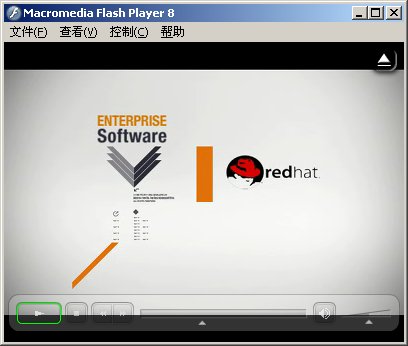 Macromedia Flash Player 8
文件(F) 查看(V) 控制(C) 帮助
ENTERPRISE
Software
redhat.